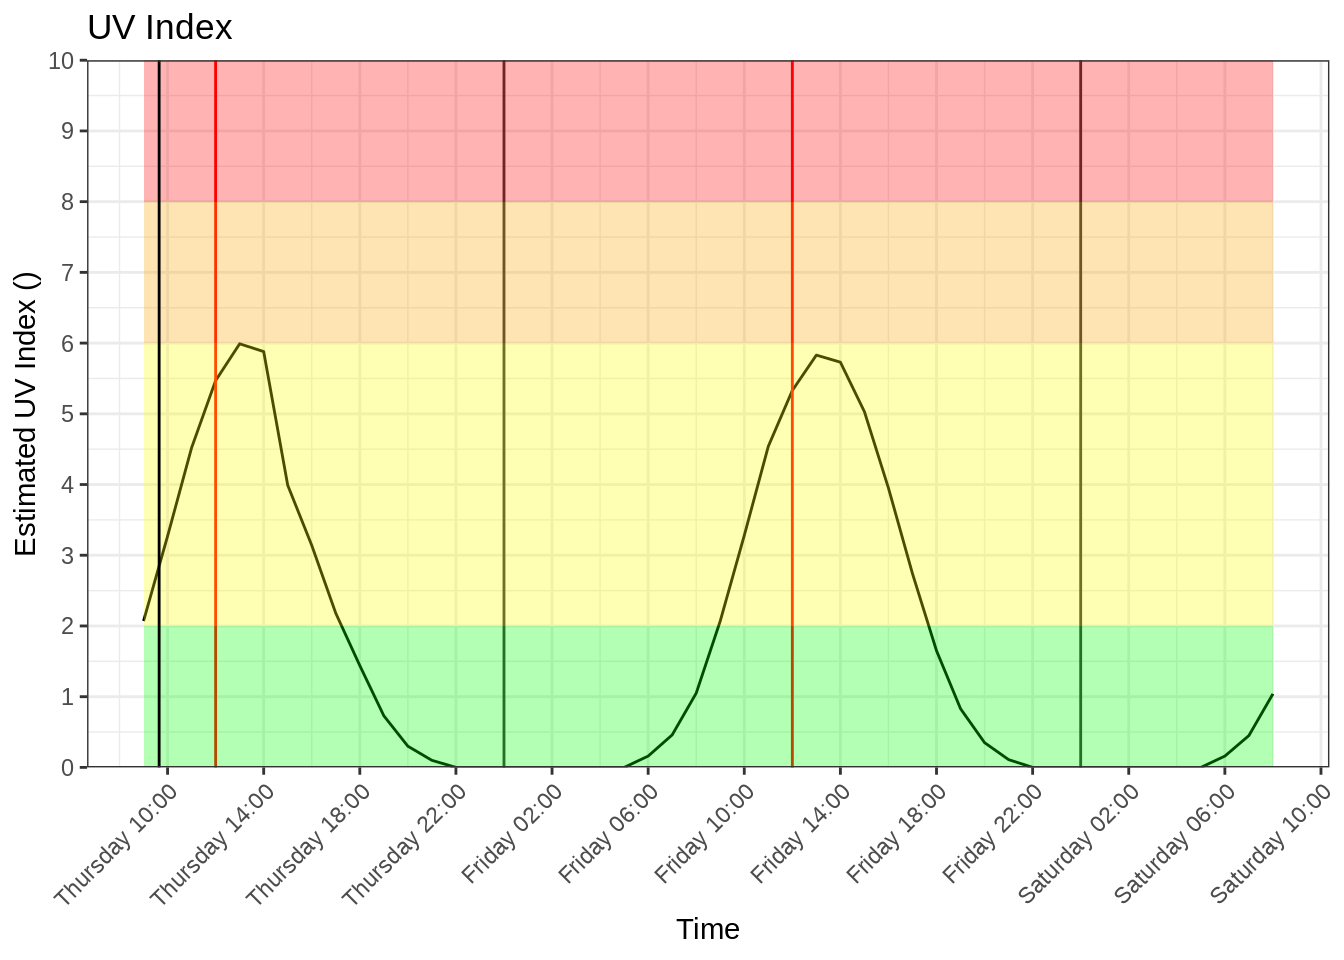 UV Index
Estimated UV Index ()
10
9
8
7
6
5
4
3
2
1
0
Thursday 10:00
Thursday 14:00
Thursday 18:00
Thursday 22:00
Friday 02:00
Friday 06:00
Friday 10:00
Friday 14:00
Friday 18:00
Friday 22:00
Saturday 02:00
Saturday 06:00
Saturday 10:00
Time